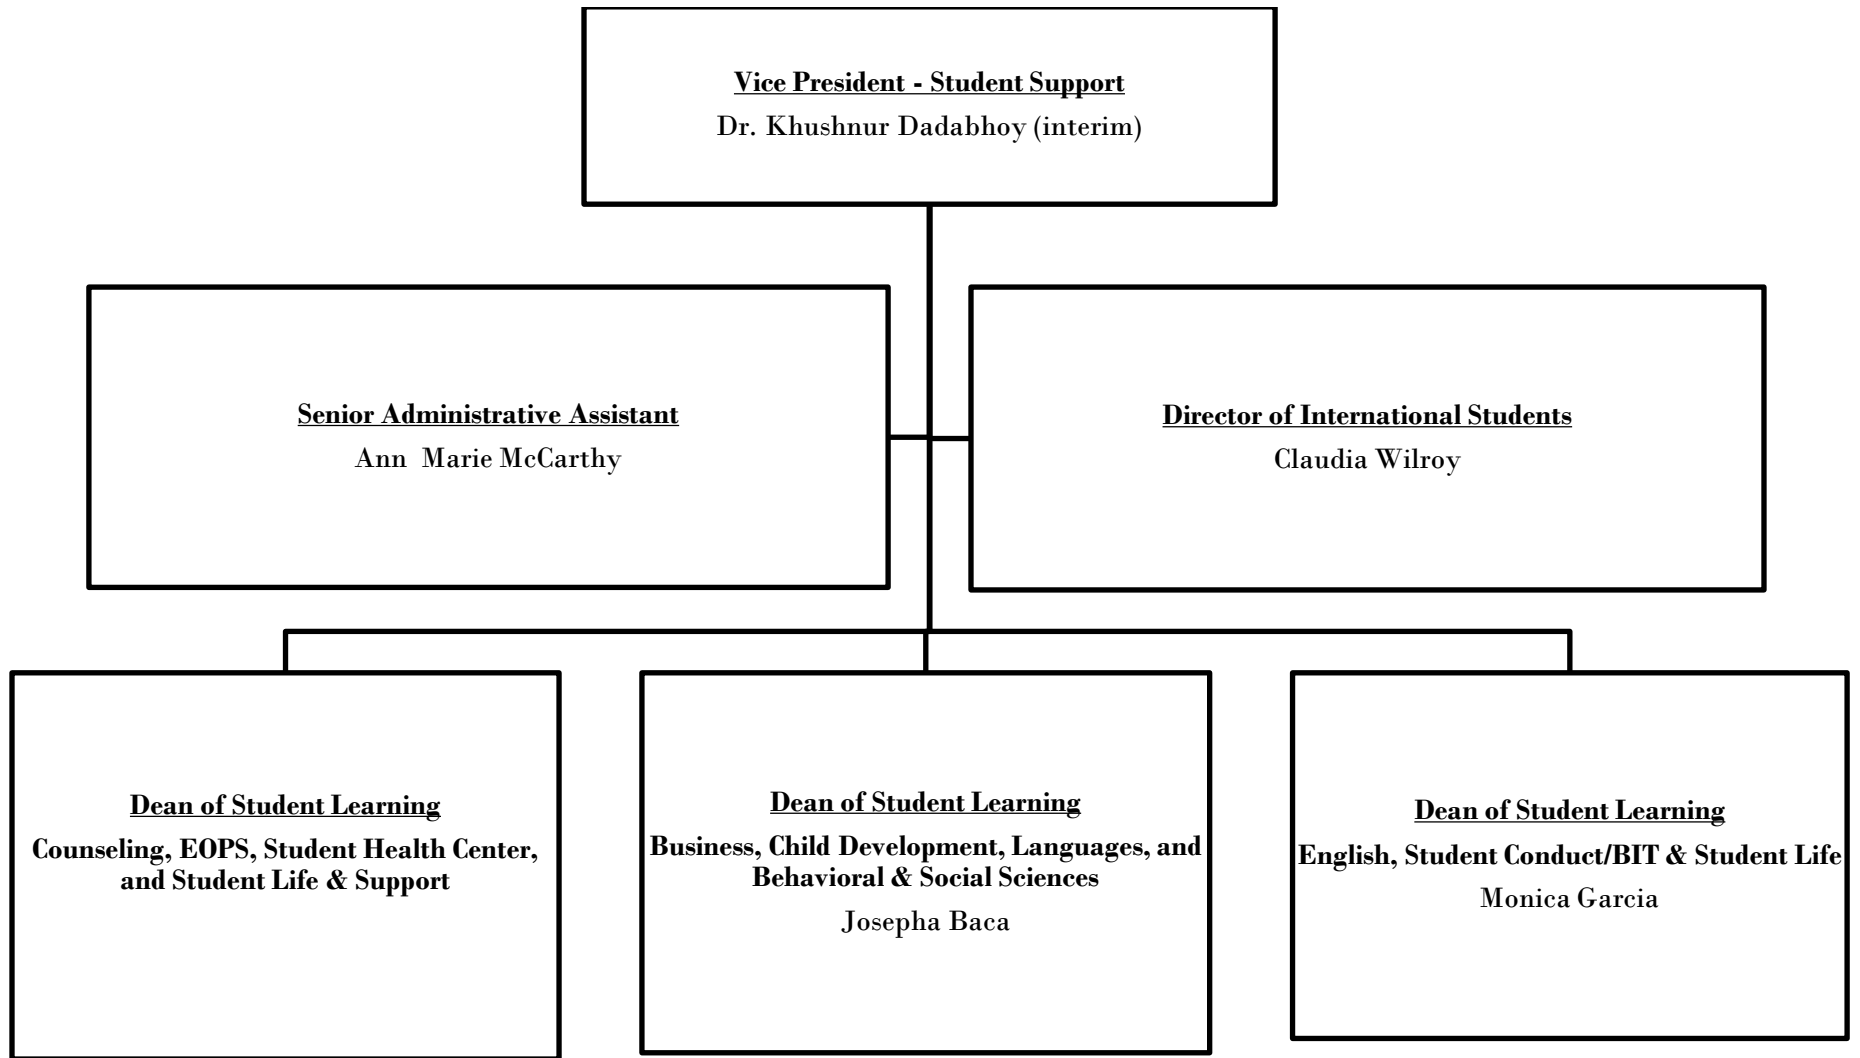 Vice President - Student Support
Dr. Khushnur Dadabhoy (interim)
Senior Administrative Assistant
Ann  Marie McCarthy
Director of International Students
Claudia Wilroy
Dean of Student Learning
Counseling, EOPS, Student Health Center,
and Student Life & Support
Dean of Student Learning
Business, Child Development, Languages, and
Behavioral & Social Sciences
Josepha Baca
Dean of Student Learning
English, Student Conduct/BIT & Student Life
Monica Garcia